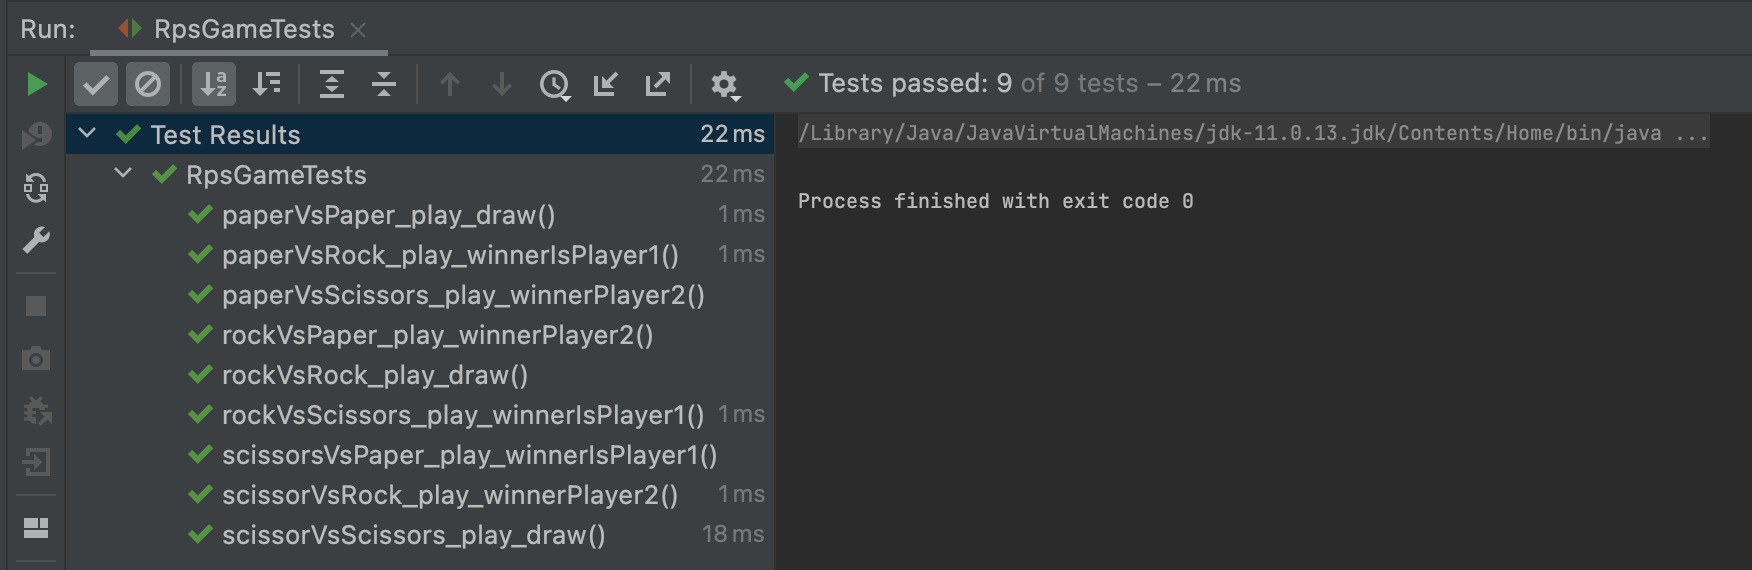 Run: RpsGameTests
Tests passed: 9 of 9 tests – 22 ms
Test Results 22 ms
RpsGameTests 22 ms
paperVsPaper_play_draw() 1 ms
paperVsRock_play_winnerIsPlayer1() 1 ms
paperVsScissors_play_winnerPlayer2()
rockVsPaper_play_winnerPlayer2()
rockVsRock_play_draw()
rockVsScissors_play_winnerIsPlayer1() 1 ms
scissorsVsPaper_play_winnerIsPlayer1()
scissorVsRock_play_winnerPlayer2() 1 ms
scissorVsScissors_play_draw() 18 ms
/Library/Java/JavaVirtualMachines/jdk-11.0.13.jdk/Contents/Home/bin/java ...
Process finished with exit code 0